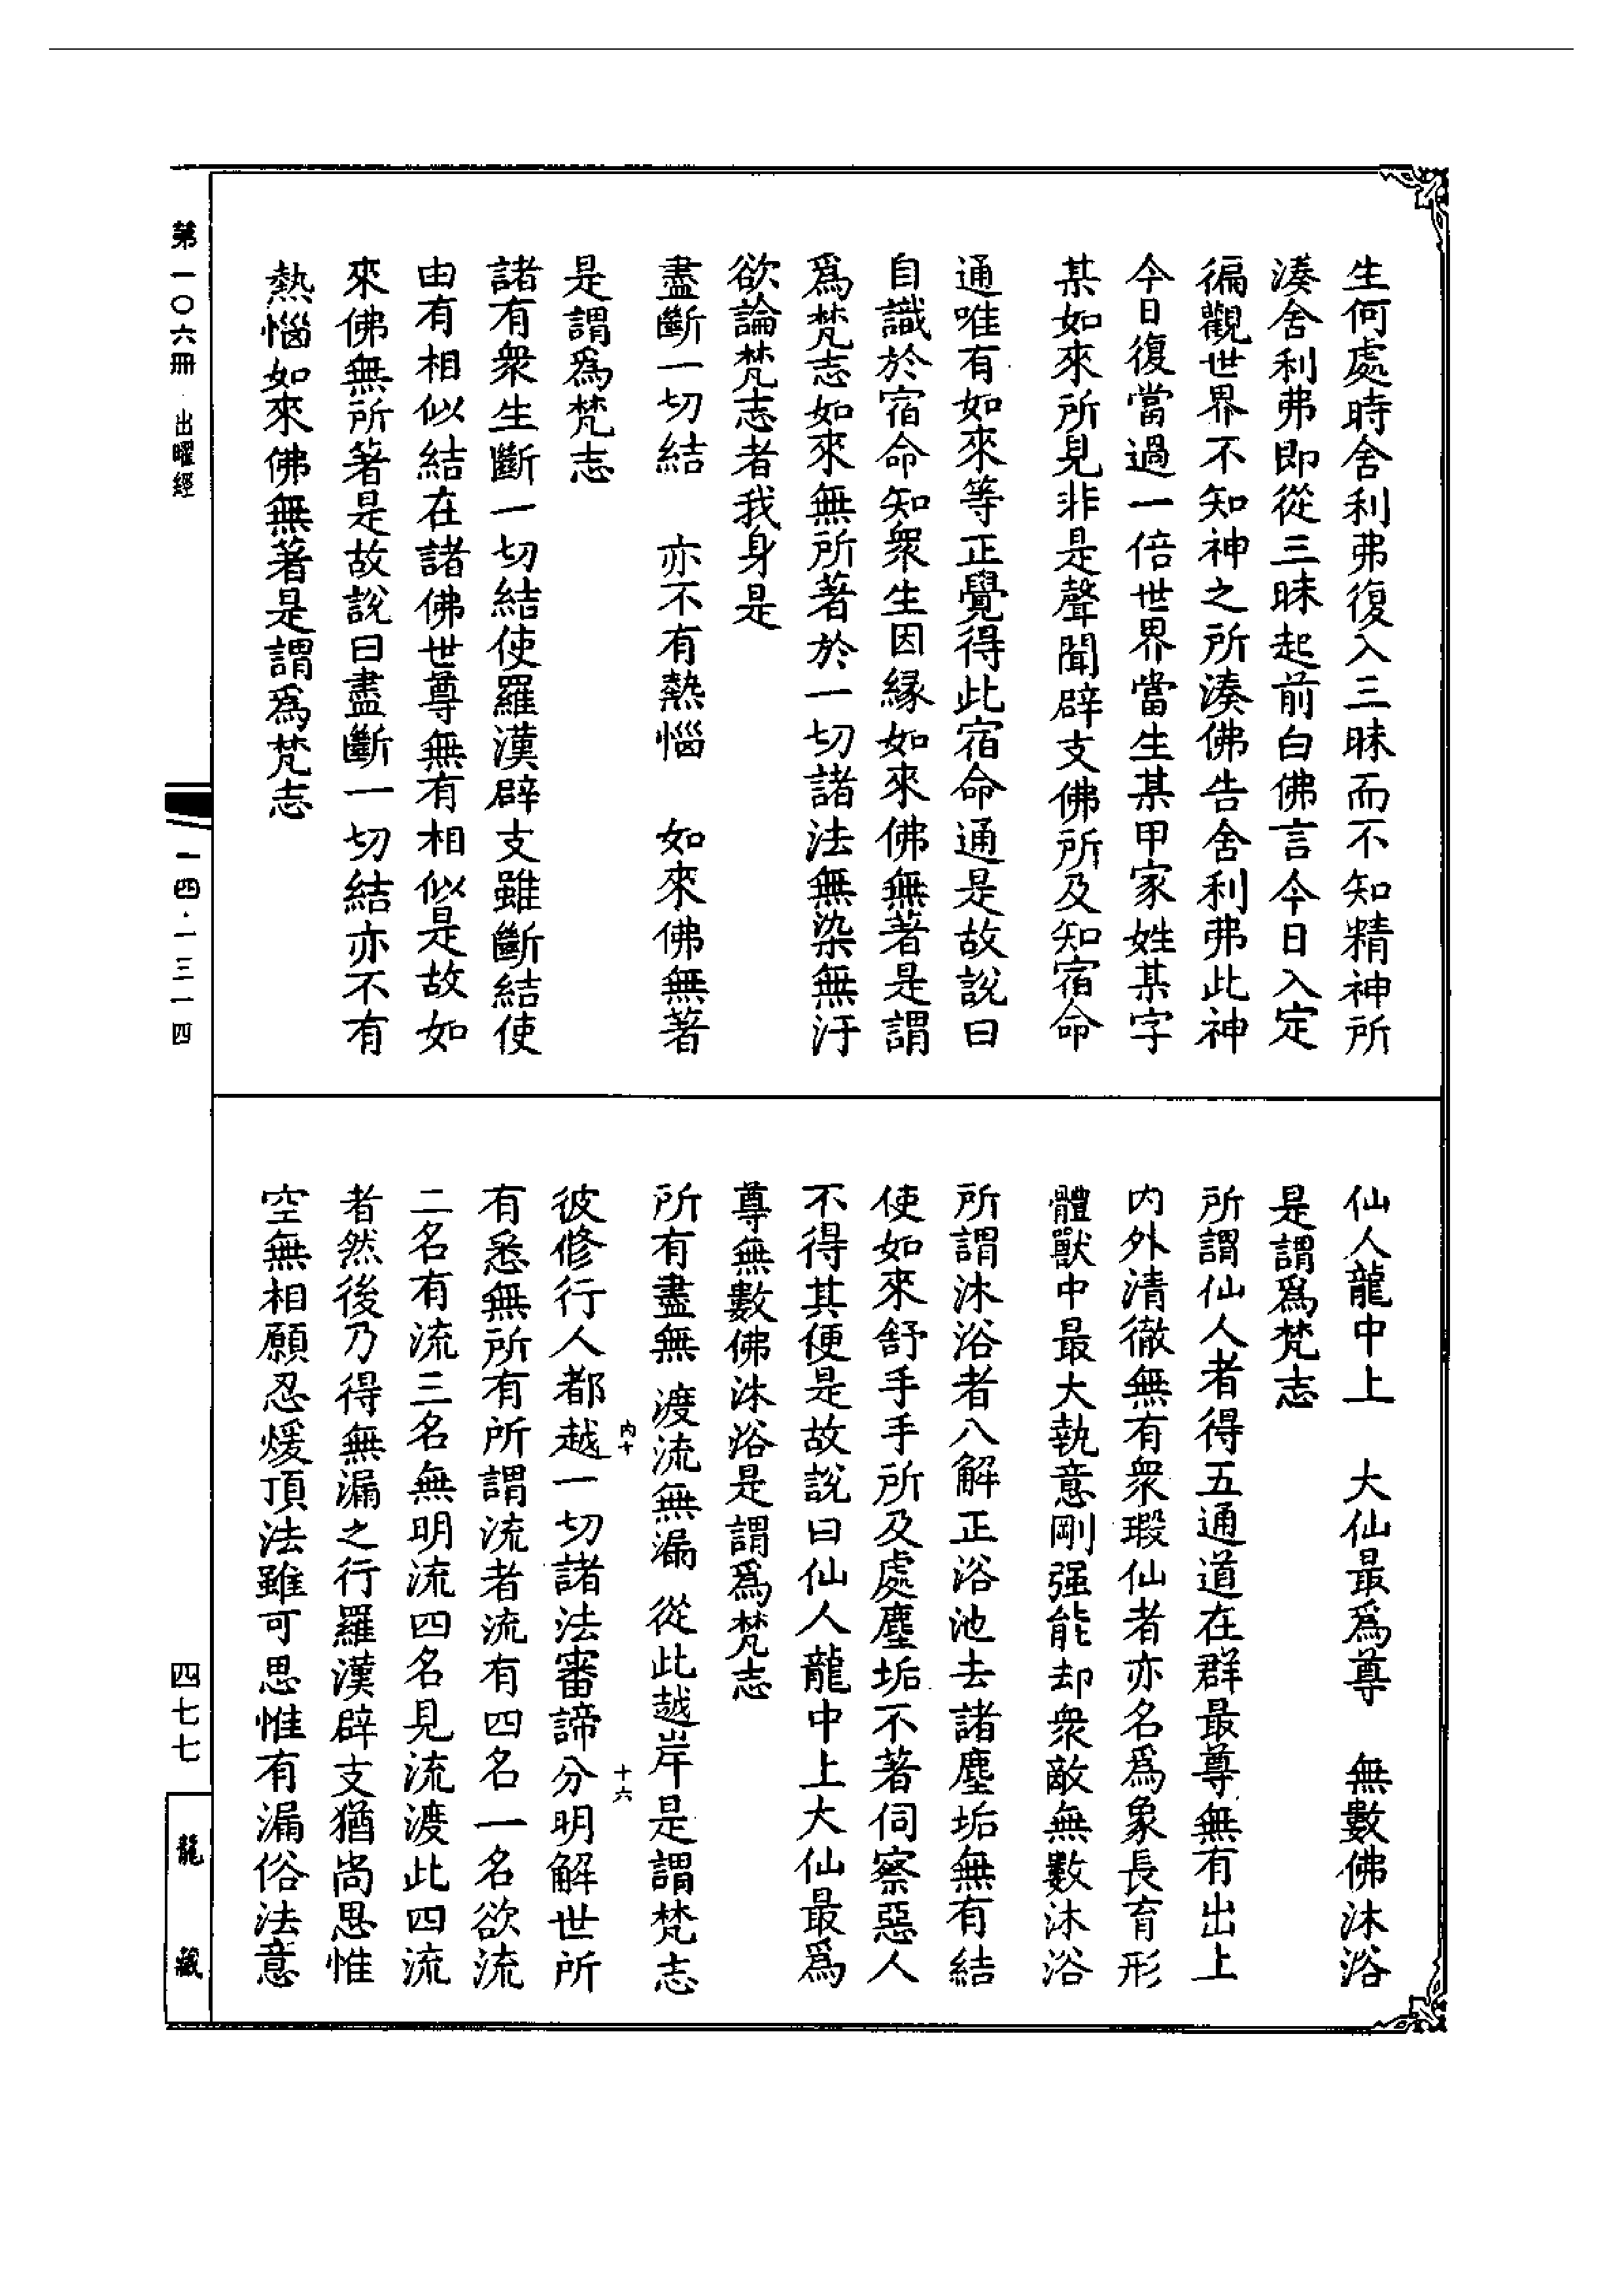 生何處時舍利弗復入三昧而不知精神所
湊舍利弗即從三昧起前白佛言今日入定
徧觀世界不知神之所湊佛告舍利弗此神
今日復當過一倍世界當生某甲家姓某字
某如來所見非是聲聞辟支佛所及知宿命
通唯有如來等正覺得此宿命通是故說曰
自識於宿命知衆生因緣如來佛無著是謂
爲梵志如來無所著於一切諸法無染無汙
欲論梵志者我身是
盡斷一切結　亦不有熱惱　如來佛無著
是謂爲梵志
諸有衆生斷一切結使羅漢辟支雖斷結使
由有相似結在諸佛世尊無有相似是故如
來佛無所著是故說曰盡斷一切結亦不有
熱惱如來佛無著是謂爲梵志
仙人龍中上　大仙最爲尊　無數佛沐浴
是謂爲梵志
所謂仙人者得五通道在群最尊無有出上
內外清徹無有衆瑕仙者亦名爲象長育形
體獸中最大執意剛强能却衆敵無數沐浴
所謂沐浴者八解正浴池去諸塵垢無有結
使如來舒手手所及處塵垢不著伺察惡人
不得其便是故說曰仙人龍中上大仙最爲
尊無數佛沐浴是謂爲梵志
所有盡無　渡流無漏　從此越岸是謂梵志
内十
十六
彼修行人都越一切諸法審諦分明解世所
有悉無所有所謂流者流有四名一名欲流
二名有流三名無明流四名見流渡此四流
者然後乃得無漏之行羅漢辟支猶尚思惟
空無相願忍煖頂法雖可思惟有漏俗法意
第一〇六冊　出曜經
一四·一三一四
四七七
龍藏